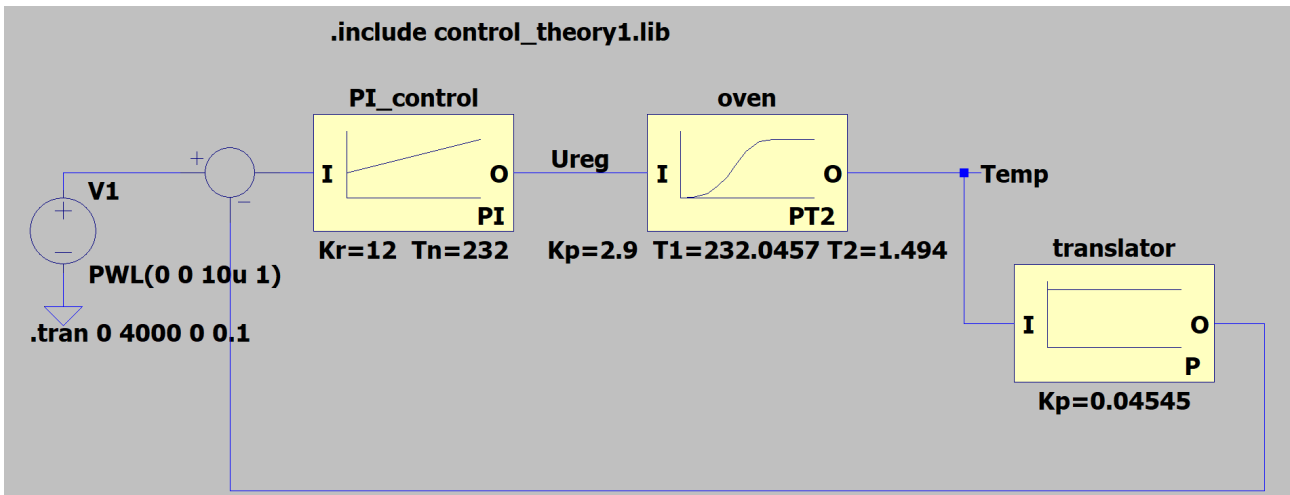 .include control_theory1.lib
PI_control
oven
I
O
PI
Kr=12 Tn=232
Ureg
I
O
PT2
Kp=2.9 T1=232.0457 T2=1.494
Temp
+
−
V1
+
−
PWL(0 0 10u 1)
.tran 0 4000 0 0.1
translator
I
O
P
Kp=0.04545